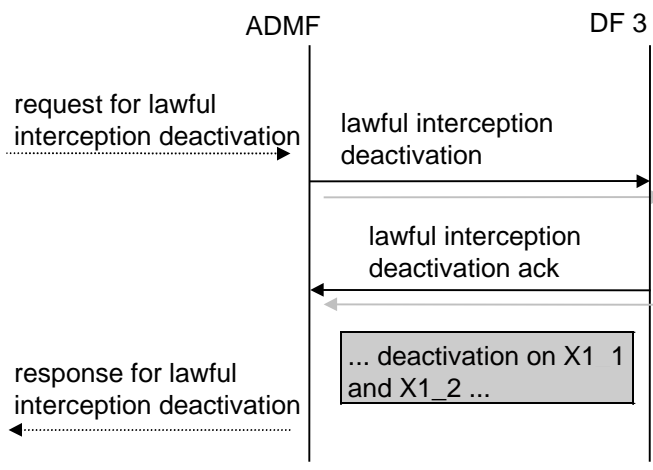 ADMF
DF 3
request for lawful
interception deactivation
lawful interception
deactivation
lawful interception
deactivation ack
... deactivation on X1 1
and X1_2 ...
response for lawful
interception deactivation